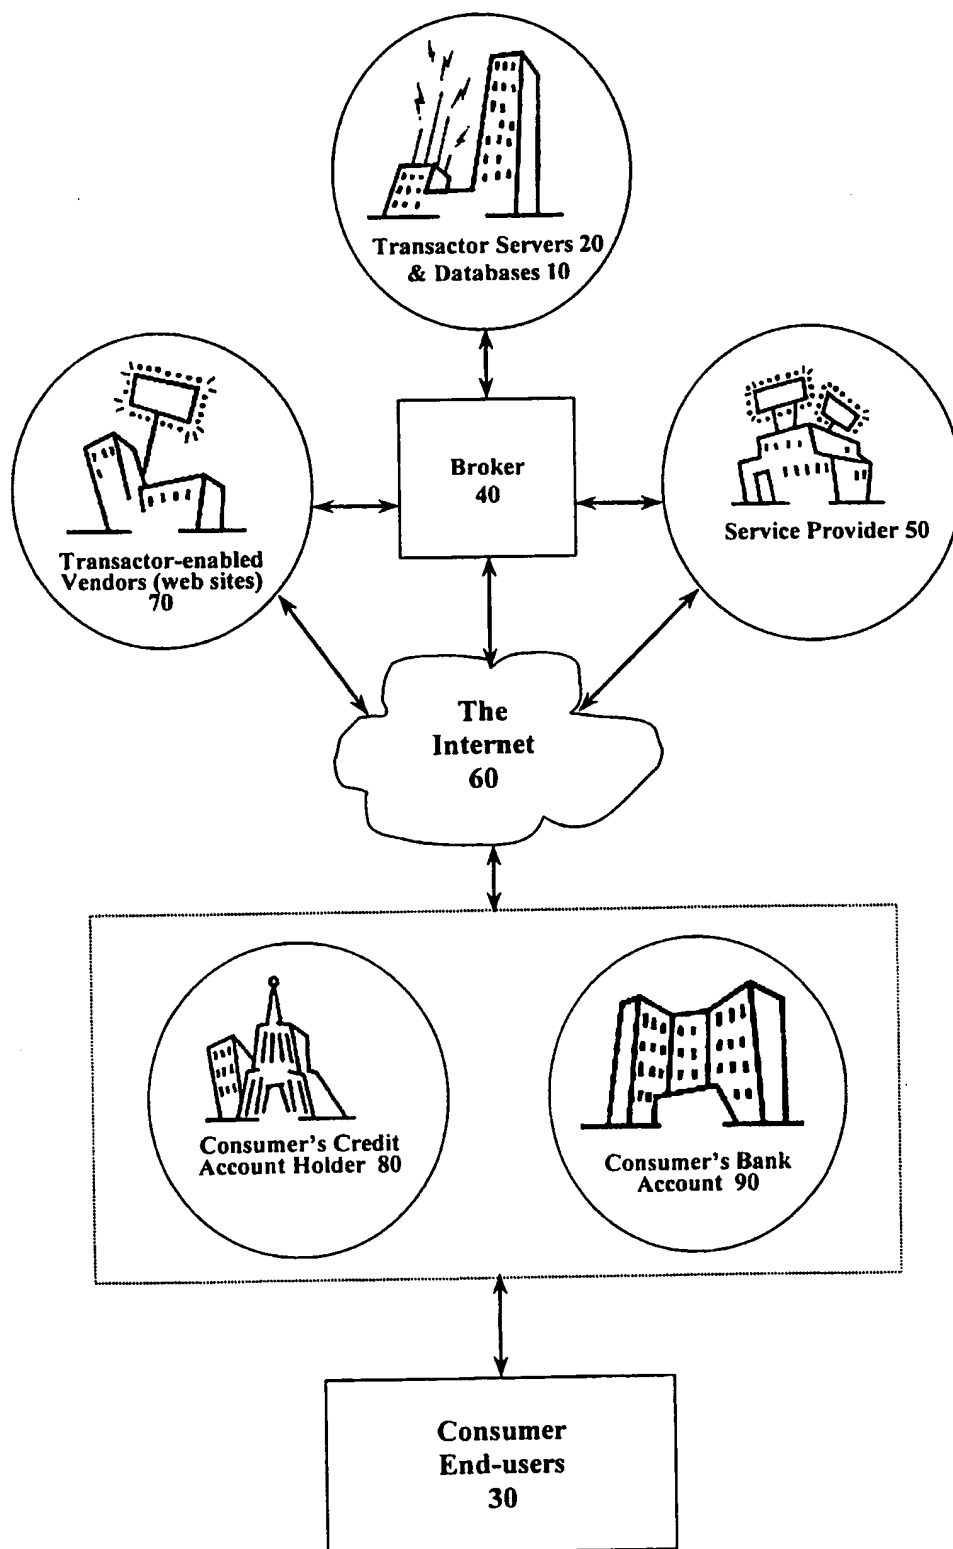 Transactor Servers 20
& Databases 10
Broker
40
Transactor-enabled
Vendors (web sites)
70
Service Provider 50
The
Internet
60
Consumer's Credit
Account Holder 80
Consumer's Bank
Account 90
Consumer
End-users
30